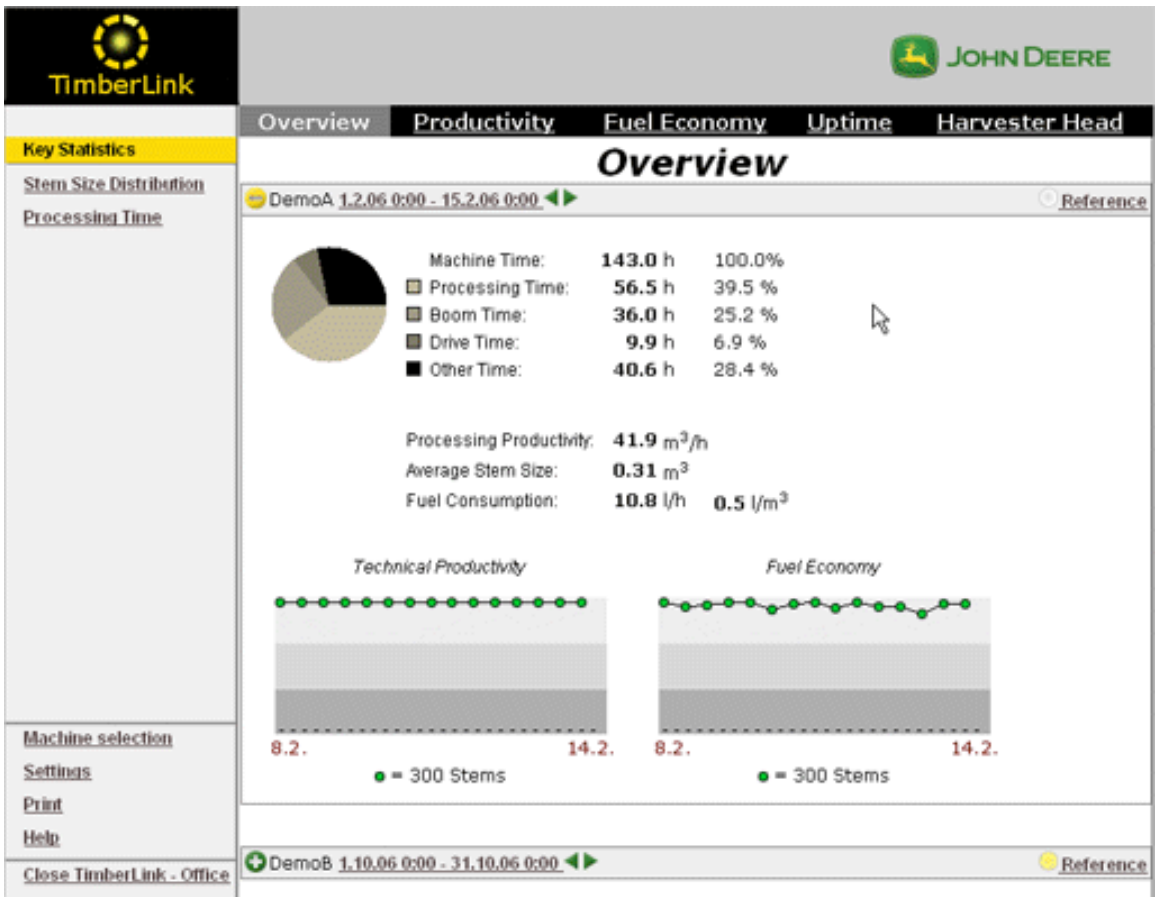 TimberLink
JOHN DEERE
Overview Productivity Fuel Economy Uptime Harvester Head
Key Statistics
Stem Size Distribution
Processing Time
Overview
DemoA 1.2.06 0:00 - 15.2.06 0:00 Reference
Machine Time: 143.0 h 100.0%
Processing Time: 56.5 h 39.5 %
Boom Time: 36.0 h 25.2 %
Drive Time: 9.9 h 6.9 %
Other Time: 40.6 h 28.4 %
Processing Productivity: 41.9 m³/h
Average Stem Size: 0.31 m³
Fuel Consumption: 10.8 l/h 0.5 l/m³
Technical Productivity Fuel Economy
8.2. 14.2. 8.2. 14.2.
= 300 Stems = 300 Stems
Machine selection
Settings
Print
Help
Close TimberLink - Office
DemoB 1.10.06 0:00 - 31.10.06 0:00 Reference